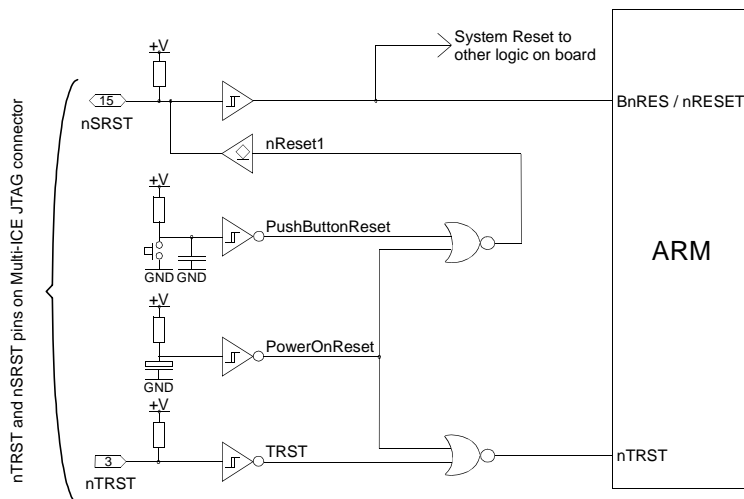 nTRST and nSRST pins on Multi-ICE JTAG connector
+V
15
nSRST
System Reset to
other logic on board
BnRES / nRESET
nReset1
+V
PushButtonReset
GND
GND
ARM
+V
PowerOnReset
GND
+V
TRST
3
nTRST
nTRST